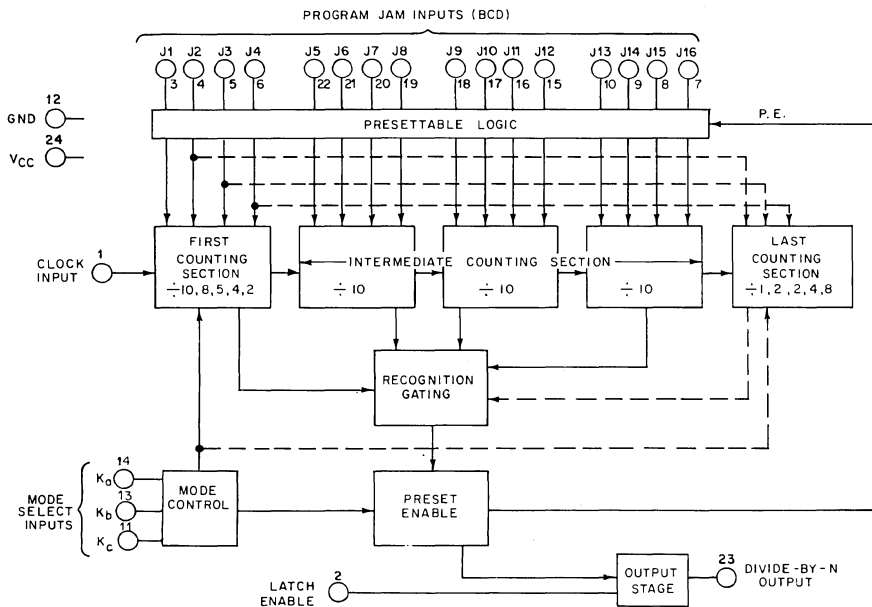 PROGRAM JAM INPUTS (BCD)
J1 J2 J3 J4 J5 J6 J7 J8 J9 J10 J11 J12 J13 J14 J15 J16
3 4 5 6 22 21 20 19 18 17 16 15 10 9 8 7
12
GND
24
VCC
PRESETTABLE LOGIC
P.E.
CLOCK
INPUT
1
FIRST
COUNTING
SECTION
÷10,8,5,4,2
INTERMEDIATE COUNTING SECTION
÷ 10
÷ 10
÷ 10
LAST
COUNTING
SECTION
÷1,2,2,4,8
RECOGNITION
GATING
MODE
SELECT
INPUTS
14
Ka
13
Kb
11
Kc
MODE
CONTROL
PRESET
ENABLE
2
LATCH
ENABLE
OUTPUT
STAGE
23
DIVIDE-BY-N
OUTPUT